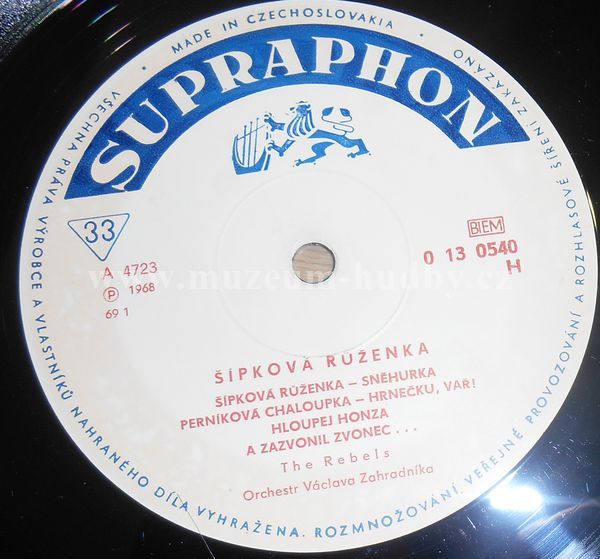 VŠECHNA PRÁVA VÝROBCE A VLASTNÍKŮ NAHRANÉHO DÍLA VYHRAŽENA. ROZMNOŽOVÁNÍ VEŘEJNÉ PROVOZOVÁNÍ A ROZHLASOVÉ ŠÍŘENÍ ZAKÁZÁNO
• MADE IN CZECHOSLOVAKIA •
SUPRAPHON
33
BIEM
A 4723
0 13 0540
Ⓟ 1968
H
69 1
www.muzeum-hudby.cz
ŠÍPKOVÁ RŮŽENKA
ŠÍPKOVÁ RŮŽENKA – SNĚHURKA
PERNÍKOVÁ CHALOUPKA – HRNEČKU, VAŘ!
HLOUPEJ HONZA
A ZAZVONIL ZVONEC . . .
The Rebels
Orchestr Václava Zahradníka